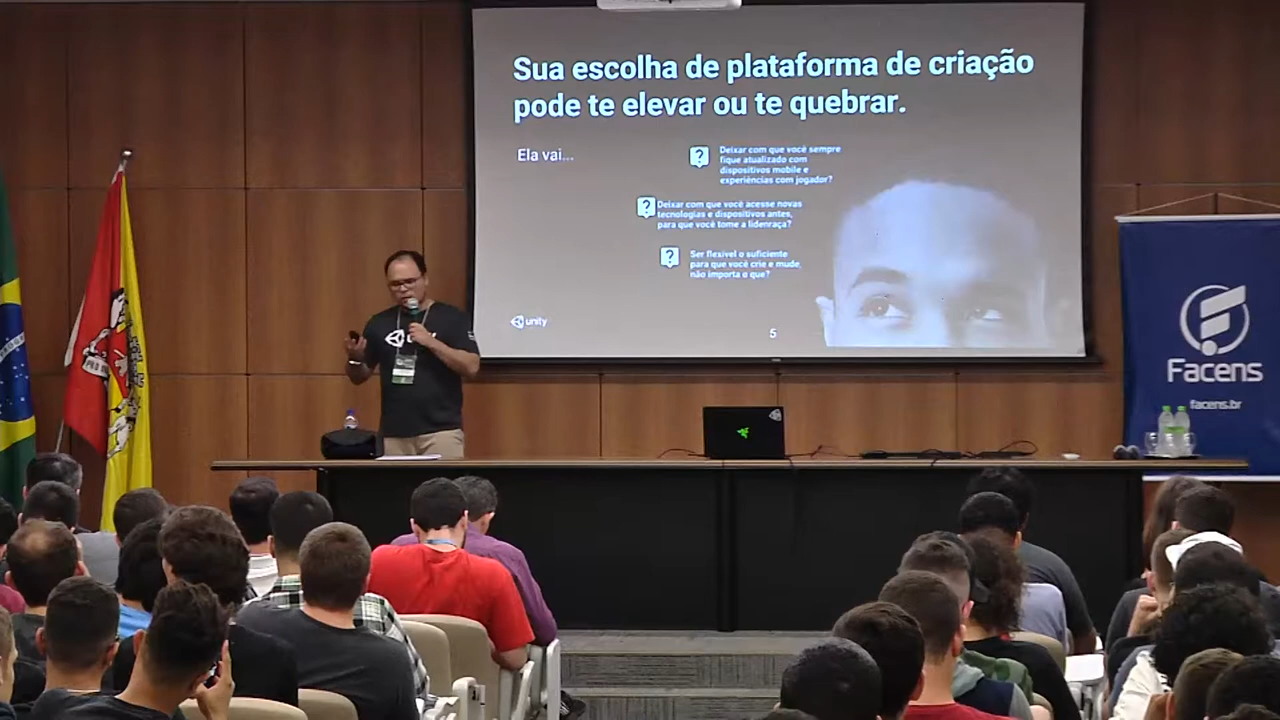 Sua escolha de plataforma de criação
pode te elevar ou te quebrar.
Ela vai...
?
Deixar com que você sempre
fique atualizado com
dispositivos mobile e
experiências com jogador?
?
Deixar com que você acesse novas
tecnologias e dispositivos antes,
para que você tome a lidenraça?
?
Ser flexível o suficiente
para que você crie e mude,
não importa o que?
unity
5
Facens
facens.br